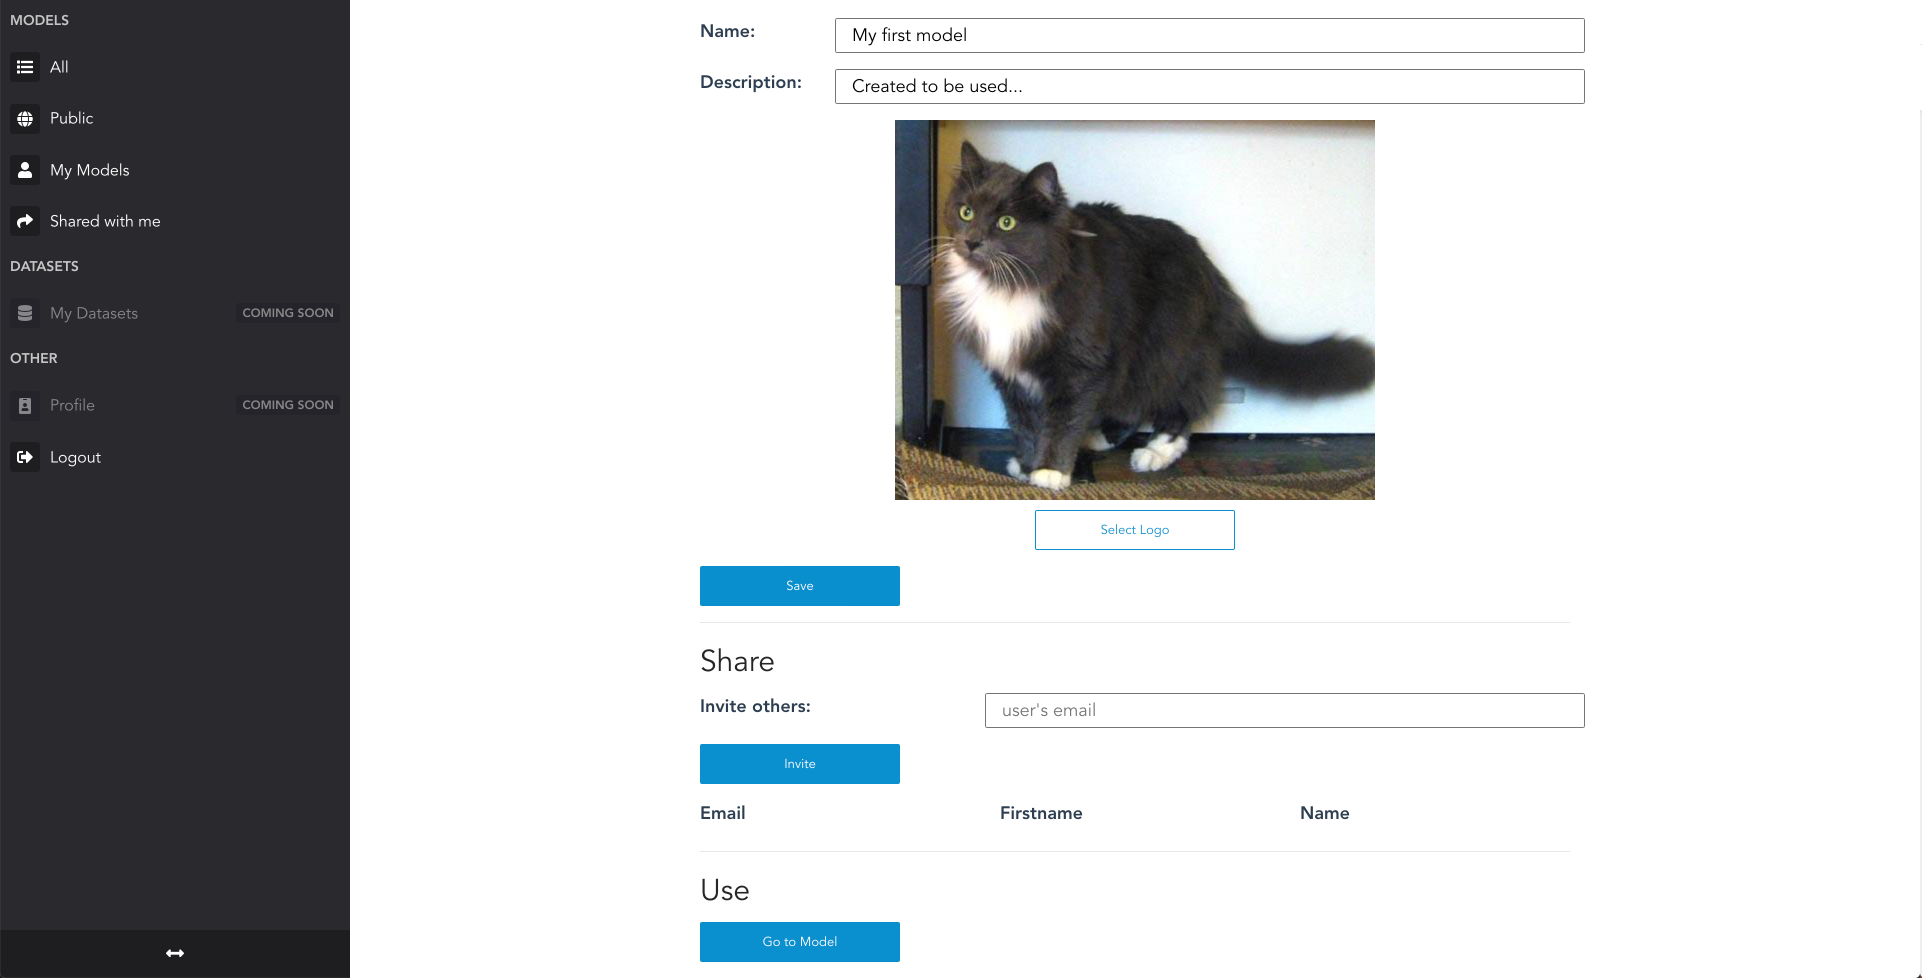 MODELS
All
Public
My Models
Shared with me
DATASETS
My Datasets COMING SOON
OTHER
Profile COMING SOON
Logout
Name: My first model
Description: Created to be used...
Select Logo
Save
Share
Invite others: user's email
Invite
Email Firstname Name
Use
Go to Model